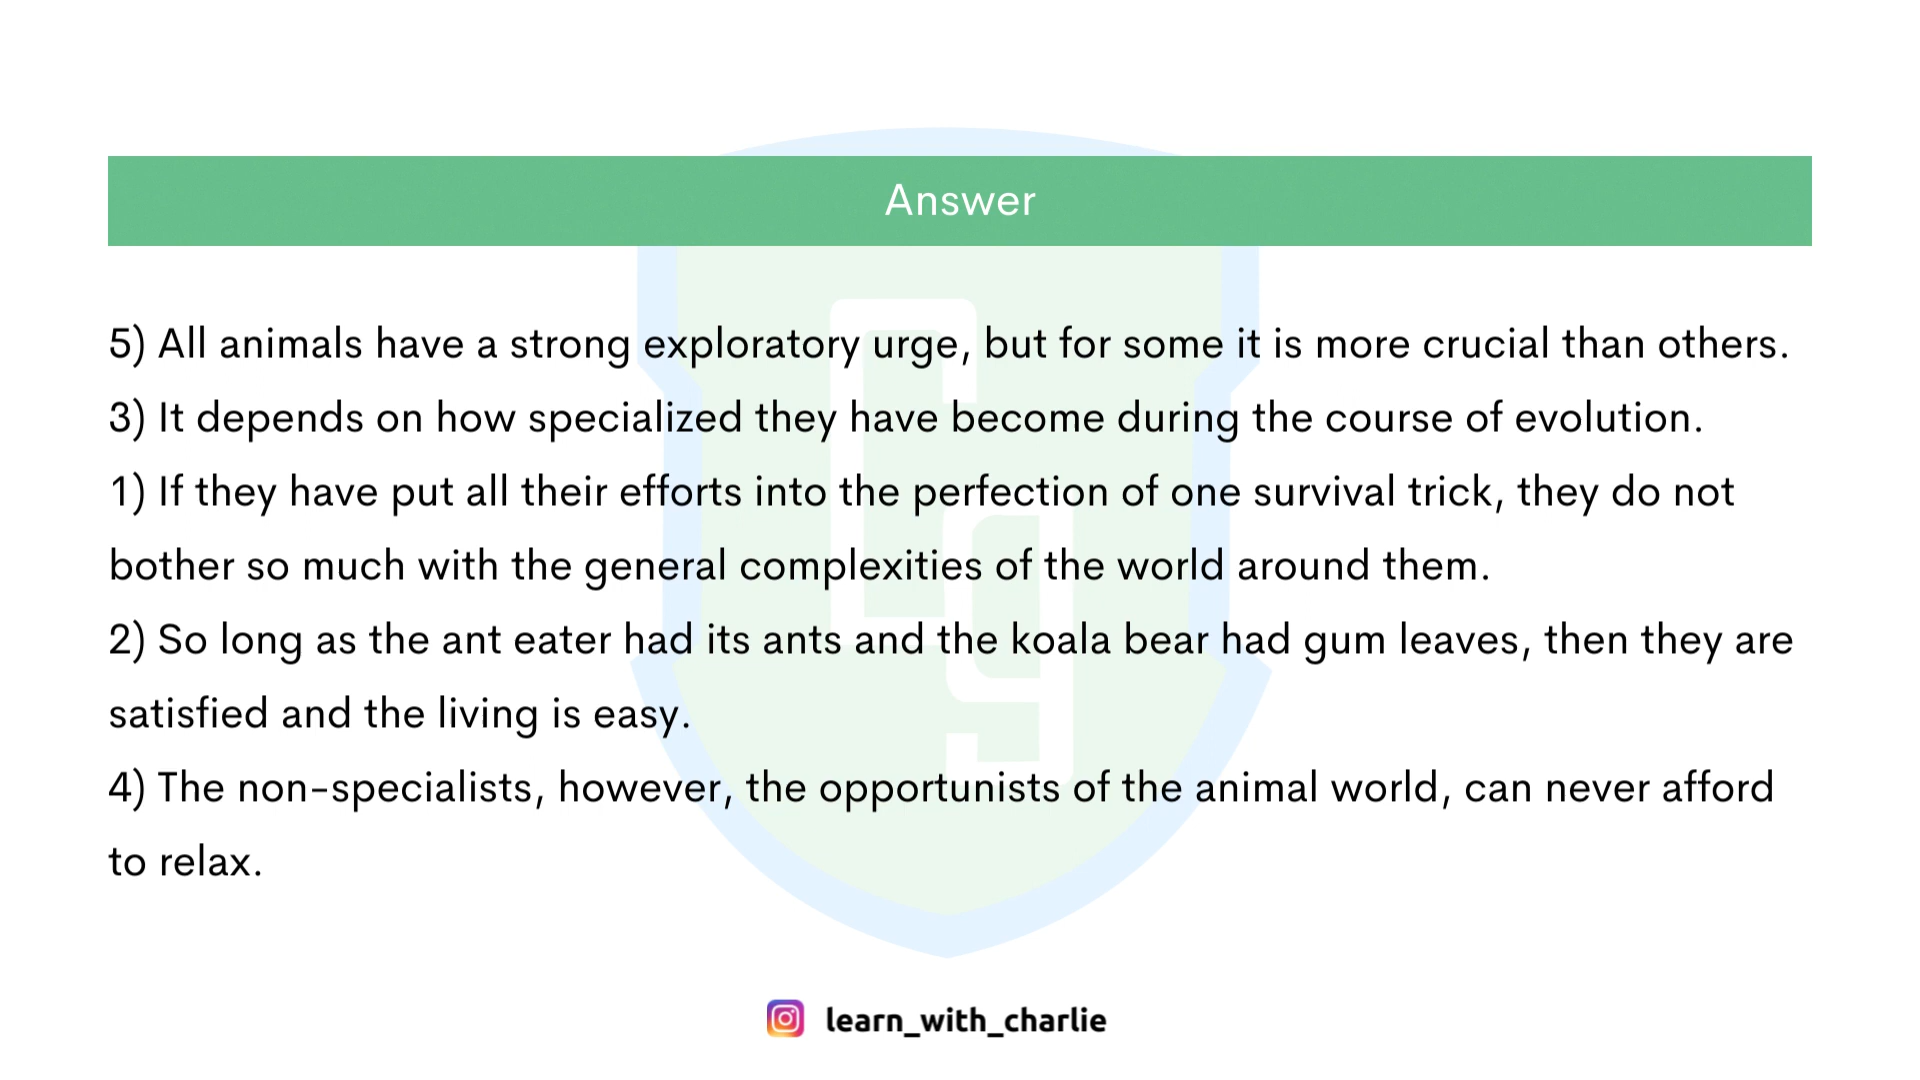 Answer
5) All animals have a strong exploratory urge, but for some it is more crucial than others.
3) It depends on how specialized they have become during the course of evolution.
1) If they have put all their efforts into the perfection of one survival trick, they do not
bother so much with the general complexities of the world around them.
2) So long as the ant eater had its ants and the koala bear had gum leaves, then they are
satisfied and the living is easy.
4) The non-specialists, however, the opportunists of the animal world, can never afford
to relax.
learn_with_charlie